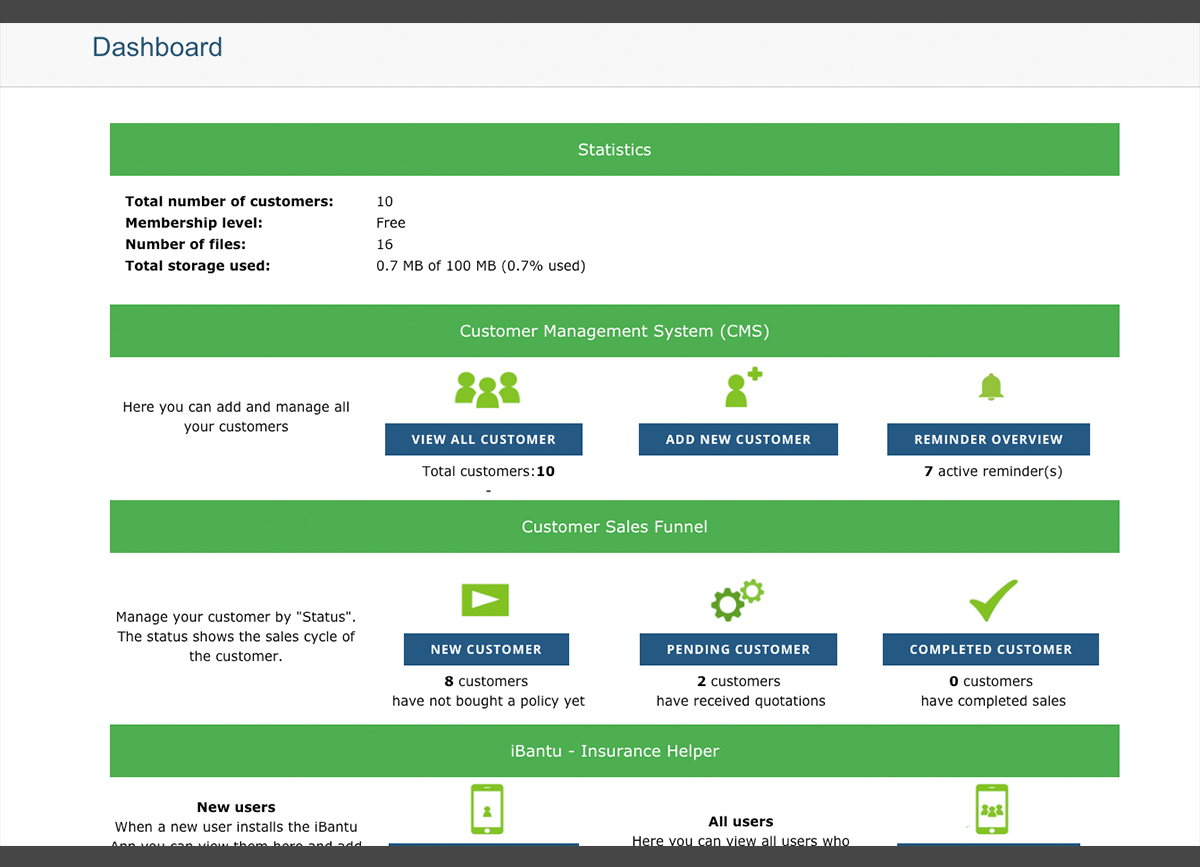 Dashboard
Statistics
Total number of customers: 10
Membership level: Free
Number of files: 16
Total storage used: 0.7 MB of 100 MB (0.7% used)
Customer Management System (CMS)
Here you can add and manage all
your customers
VIEW ALL CUSTOMER
Total customers:10
-
ADD NEW CUSTOMER
REMINDER OVERVIEW
7 active reminder(s)
Customer Sales Funnel
Manage your customer by "Status".
The status shows the sales cycle of
the customer.
NEW CUSTOMER
8 customers
have not bought a policy yet
PENDING CUSTOMER
2 customers
have received quotations
COMPLETED CUSTOMER
0 customers
have completed sales
iBantu - Insurance Helper
New users
When a new user installs the iBantu
App you can view them here and add
All users
Here you can view all users who